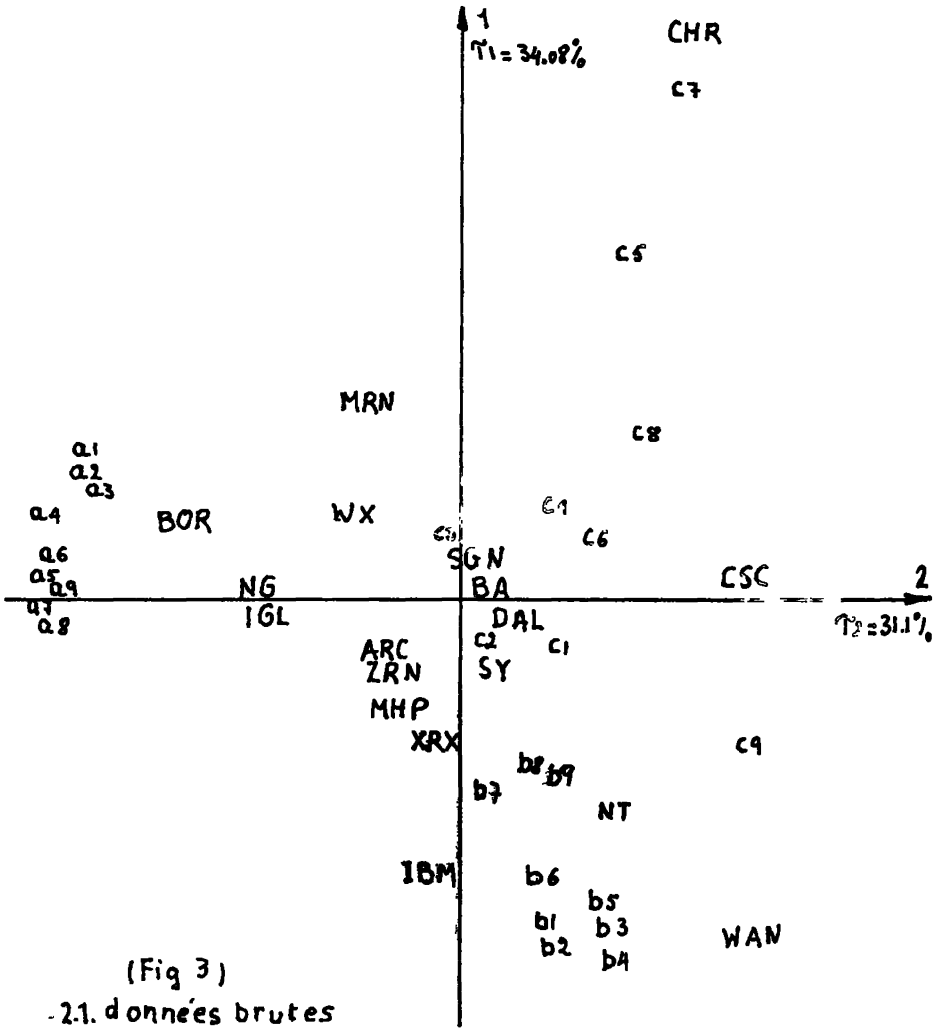 1
CHR
τ1 = 34.08%
c7
c5
MRN
c8
a1
a2
a3
a4
BOR
WX
c6
SGN
a6
a5
a9
NG
BA
CSC
2
a7
IGL
DAL
a8
τ2 = 31.1%
c2
c1
ARC
ZRN
SY
MHP
XRX
c9
b8
b9
b7
NT
IBM
b6
b5
b1
b3
b2
b4
WAN
(Fig 3)
-2.1. données brutes